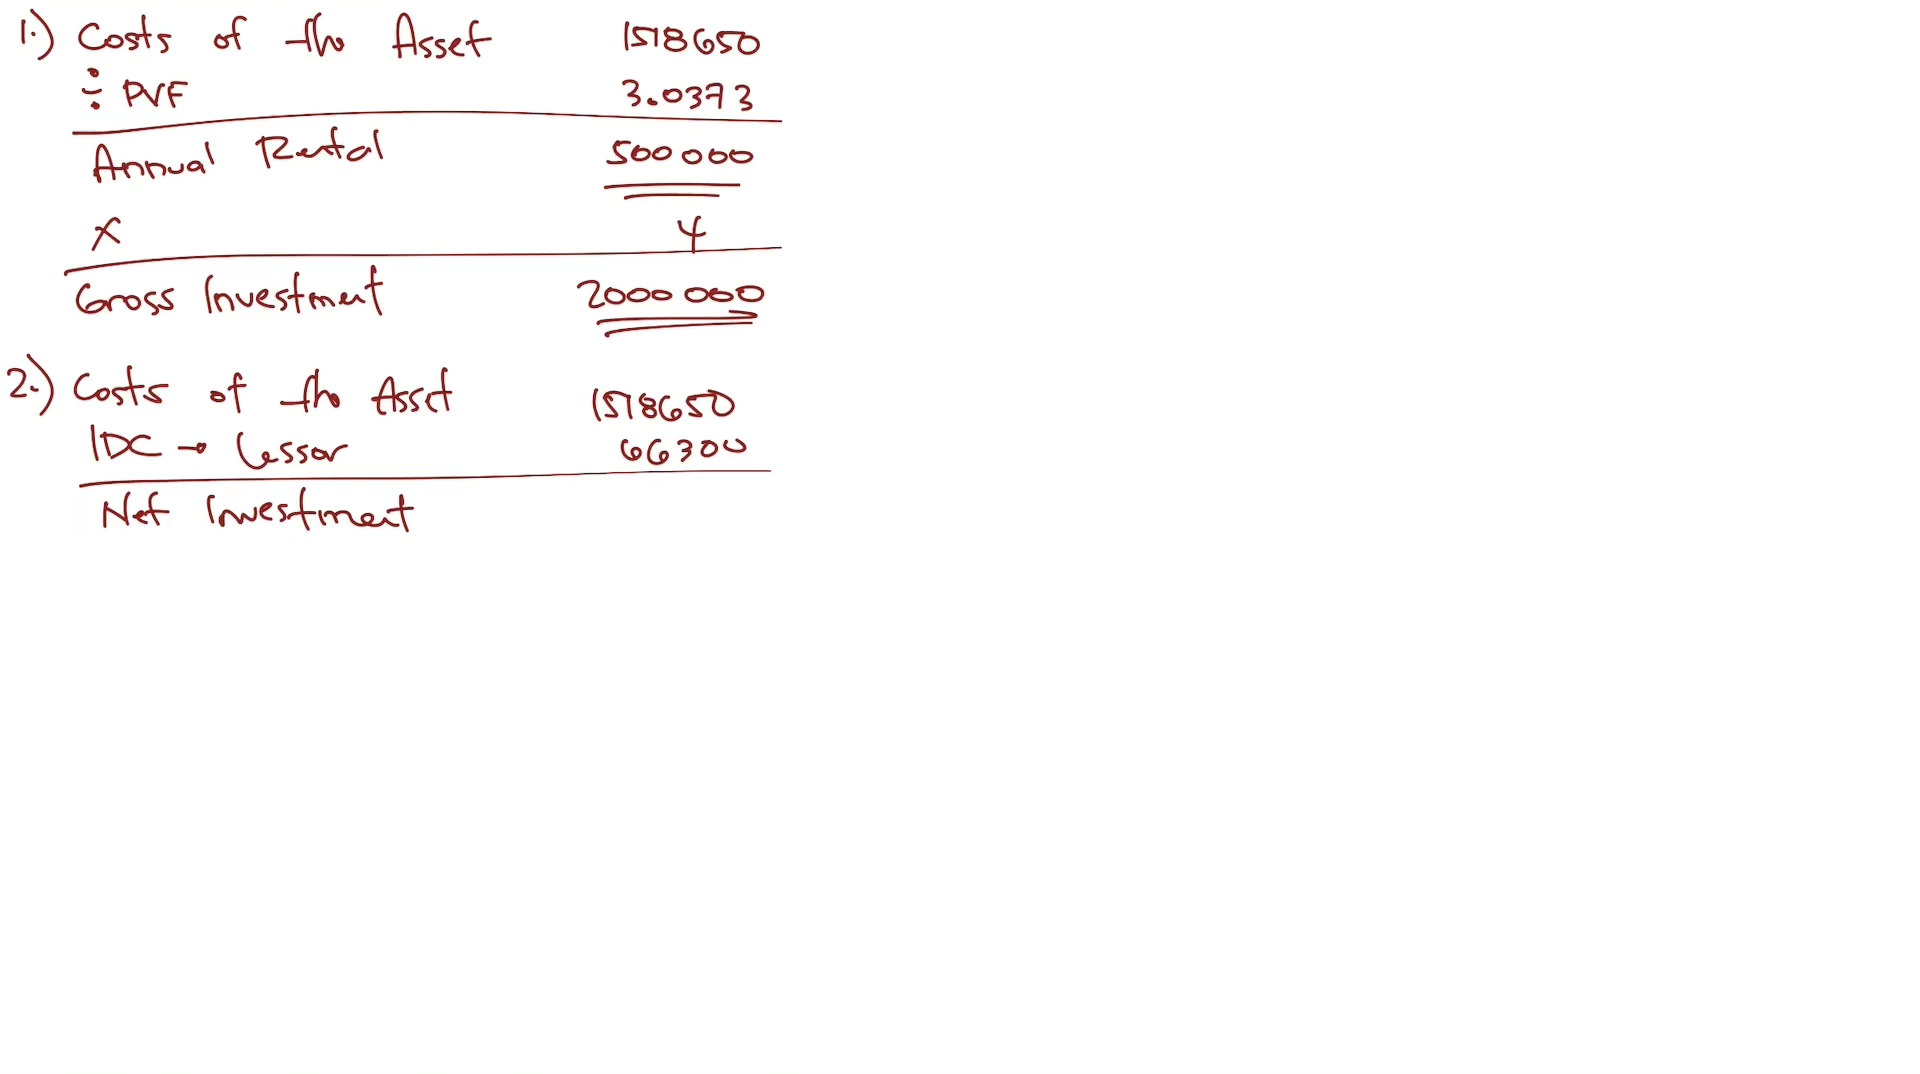 1.) Costs of the Asset 1518650
÷ PVF 3.0373
Annual Rental 500 000
x 4
Gross Investment 2000 000
2.) Costs of the Asset 1518650
IDC → Lessor 66300
Net Investment